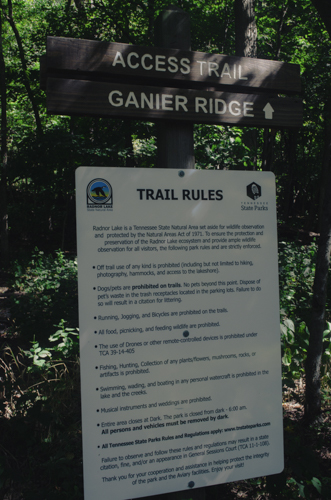 ACCESS TRAIL
GANIER RIDGE ↑
RADNOR LAKE
TRAIL RULES
TENNESSEE
State Parks
Radnor Lake is a Tennessee State Natural Area set aside for wildlife observation
and protected by the Natural Areas Act of 1971. To ensure the protection and
preservation of the Radnor Lake ecosystem and provide ample wildlife
observation for all visitors, the following park rules and are strictly enforced.
• Off trail use of any kind is prohibited (including but not limited to hiking,
photography, hammocks, and access to the lakeshore).
• Dogs/pets are prohibited on trails. No pets beyond this point. Dispose of
pet's waste in the trash receptacles located in the parking lots. Failure to do
so will result in a citation for littering.
• Running, Jogging, and Bicycles are prohibited on the trails.
• All food, picnicking, and feeding wildlife are prohibited.
• The use of Drones or other remote-controlled devices is prohibited under
TCA 39-14-405
• Fishing, Hunting, Collection of any plants/flowers, mushrooms, rocks, or
artifacts is prohibited.
• Swimming, wading, and boating in any personal watercraft is prohibited in the
lake and the creeks.
• Musical instruments and weddings are prohibited.
• Entire area closes at Dark. The park is closed from dark - 6:00 am.
All persons and vehicles must be removed by dark.
• All Tennessee State Parks Rules and Regulations apply: www.tnstateparks.com
Failure to observe and follow these rules and regulations may result in a state
citation, fine, and/or an appearance in General Sessions Court (TCA 11-1-108).
Thank you for your cooperation and assistance in helping protect the integrity
of the park and the Aviary facilities. Enjoy your visit!